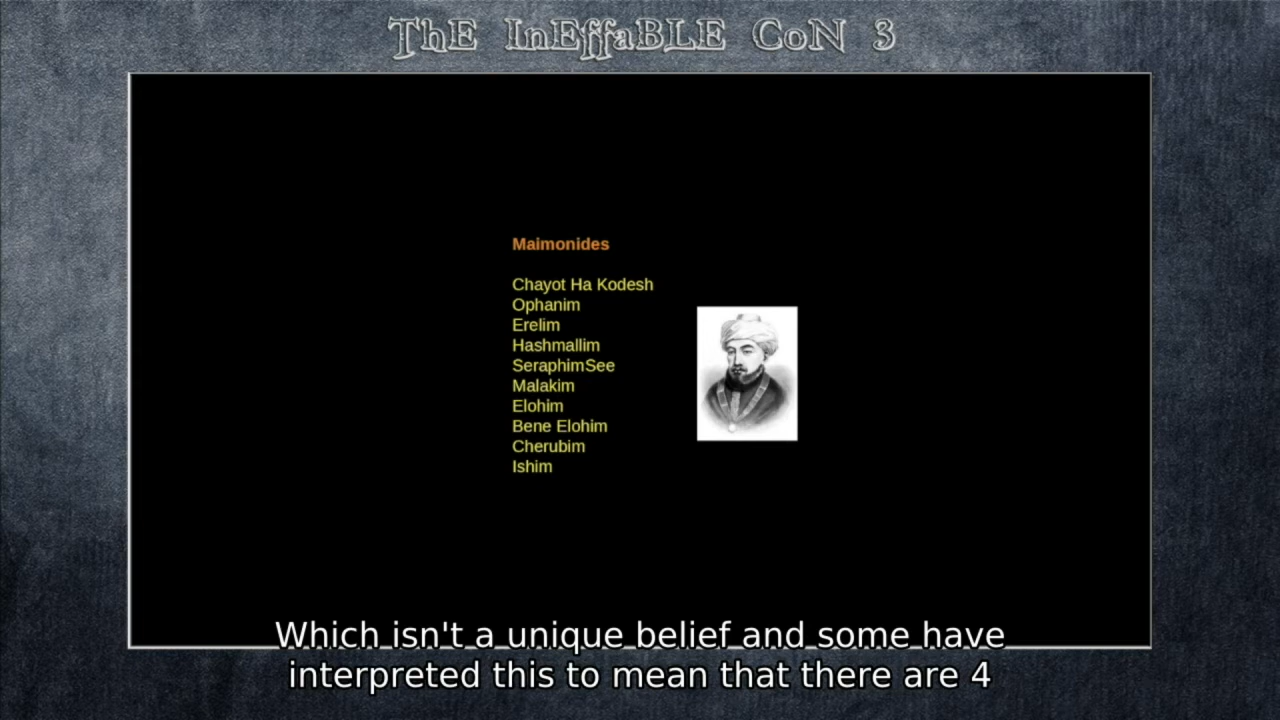 ThE InEffaBLE CoN 3
Maimonides
Chayot Ha Kodesh
Ophanim
Erelim
Hashmallim
SeraphimSee
Malakim
Elohim
Bene Elohim
Cherubim
Ishim
Which isn't a unique belief and some have
interpreted this to mean that there are 4